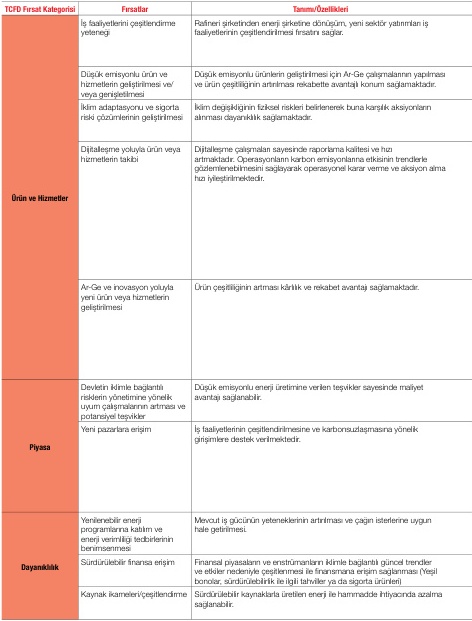 TCFD Fırsat Kategorisi
Fırsatlar
Tanımı/Özellikleri
Ürün ve Hizmetler
İş faaliyetlerini çeşitlendirme
yeteneği
Rafineri şirketinden enerji şirketine dönüşüm, yeni sektör yatırımları iş
faaliyetlerinin çeşitlendirilmesi fırsatını sağlar.
Düşük emisyonlu ürün ve
hizmetlerin geliştirilmesi ve/
veya genişletilmesi
Düşük emisyonlu ürünlerin geliştirilmesi için Ar-Ge çalışmalarının yapılması
ve ürün çeşitliliğinin artırılması rekabette avantajlı konum sağlamaktadır.
İklim adaptasyonu ve sigorta
riski çözümlerinin geliştirilmesi
İklim değişikliğinin fiziksel riskleri belirlenerek buna karşılık aksiyonların
alınması dayanıklılık sağlamaktadır.
Dijitalleşme yoluyla ürün veya
hizmetlerin takibi
Dijitalleşme çalışmaları sayesinde raporlama kalitesi ve hızı
artmaktadır. Operasyonların karbon emisyonlarına etkisinin trendlerle
gözlemlenebilmesini sağlayarak operasyonel karar verme ve aksiyon alma
hızı iyileştirilmektedir.
Ar-Ge ve inovasyon yoluyla
yeni ürün veya hizmetlerin
geliştirilmesi
Ürün çeşitliliğinin artması kârlılık ve rekabet avantajı sağlamaktadır.
Piyasa
Devletin iklimle bağlantılı
risklerin yönetimine yönelik
uyum çalışmalarının artması ve
potansiyel teşvikler
Düşük emisyonlu enerji üretimine verilen teşvikler sayesinde maliyet
avantajı sağlanabilir.
Yeni pazarlara erişim
İş faaliyetlerinin çeşitlendirilmesine ve karbonsuzlaşmasına yönelik
girişimlere destek verilmektedir.
Dayanıklılık
Yenilenebilir enerji
programlarına katılım ve
enerji verimliliği tedbirlerinin
benimsenmesi
Mevcut iş gücünün yeteneklerinin artırılması ve çağın isterlerine uygun
hale getirilmesi.
Sürdürülebilir finansa erişim
Finansal piyasaların ve enstrümanların iklimle bağlantılı güncel trendler
ve etkiler nedeniyle çeşitlenmesi ile finansmana erişim sağlanması (Yeşil
bonolar, sürdürülebilirlik ile ilgili tahviller ya da sigorta ürünleri)
Kaynak ikameleri/çeşitlendirme
Sürdürülebilir kaynaklarla üretilen enerji ile hammadde ihtiyacında azalma
sağlanabilir.